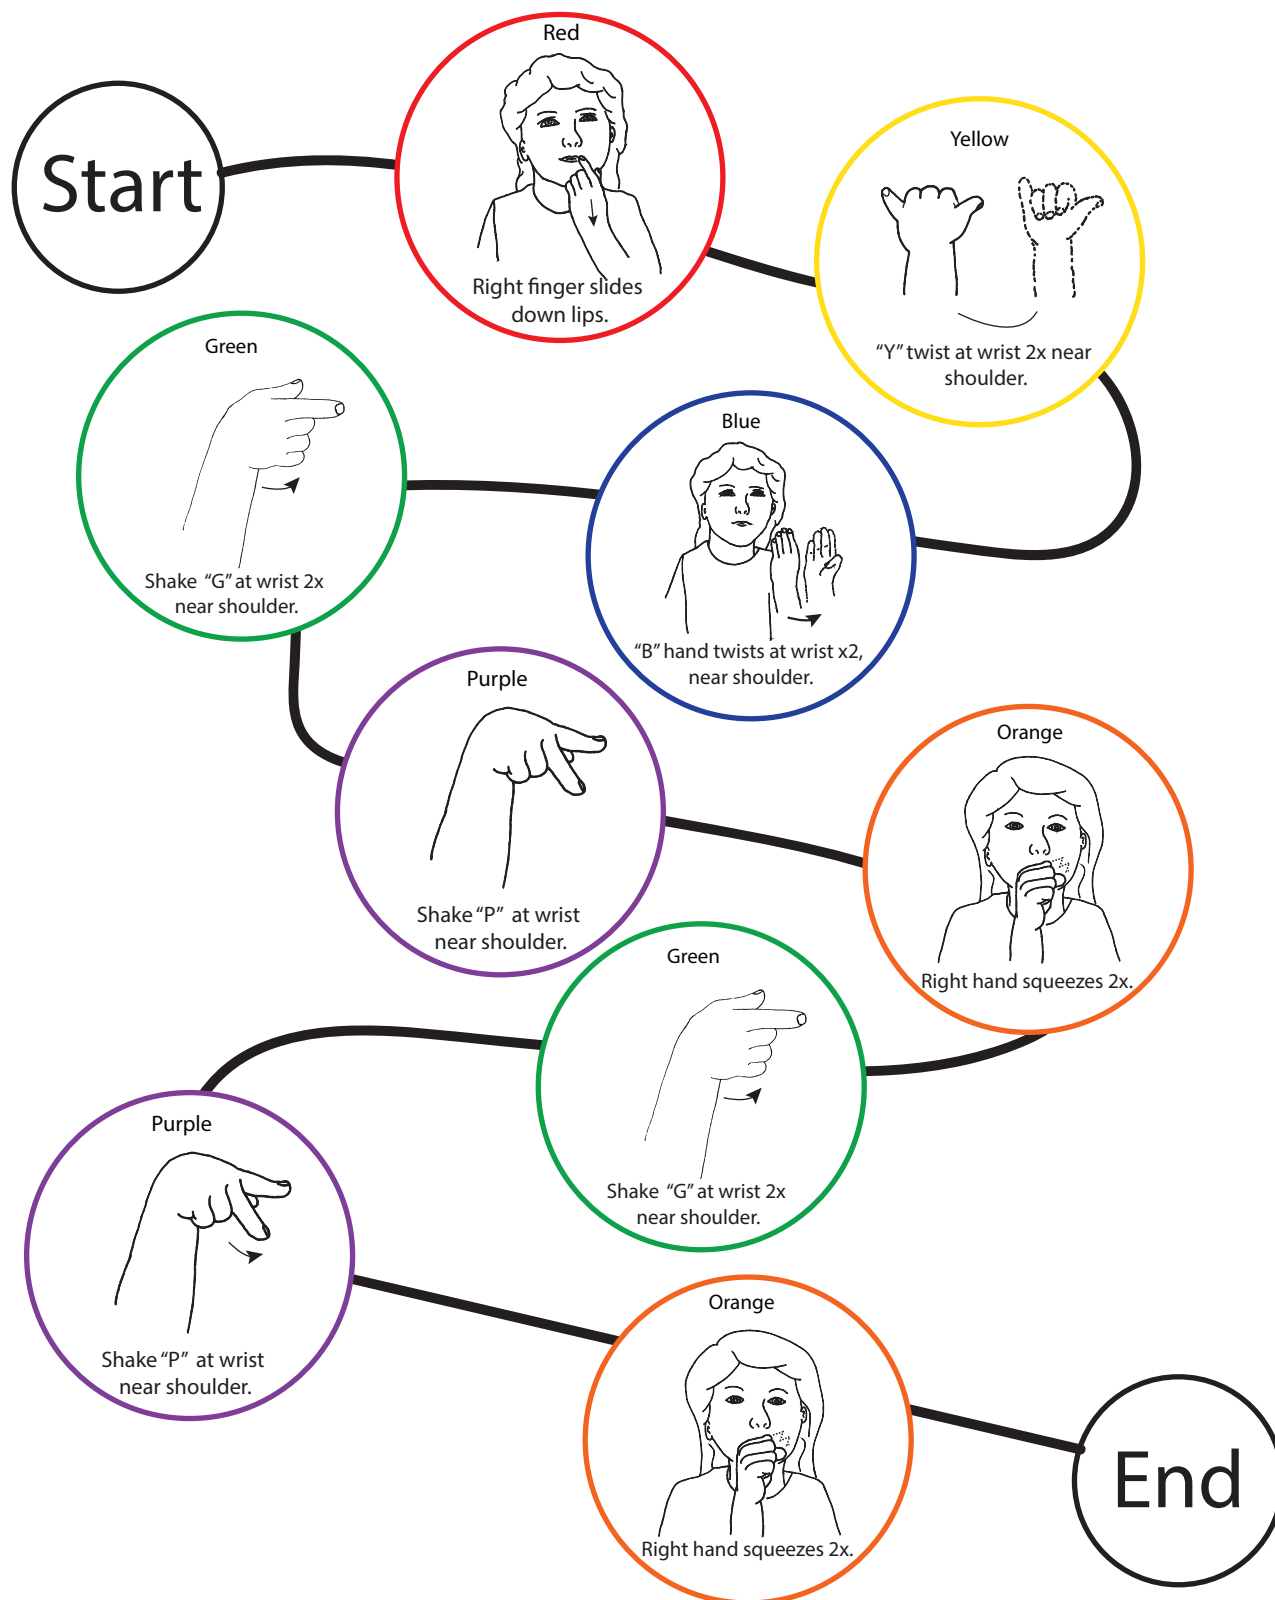 Start
Red
Right finger slides
down lips.
Yellow
“Y” twist at wrist 2x near
shoulder.
Blue
“B” hand twists at wrist x2,
near shoulder.
Green
Shake “G” at wrist 2x
near shoulder.
Purple
Shake “P” at wrist
near shoulder.
Orange
Right hand squeezes 2x.
Green
Shake “G” at wrist 2x
near shoulder.
Purple
Shake “P” at wrist
near shoulder.
Orange
Right hand squeezes 2x.
End